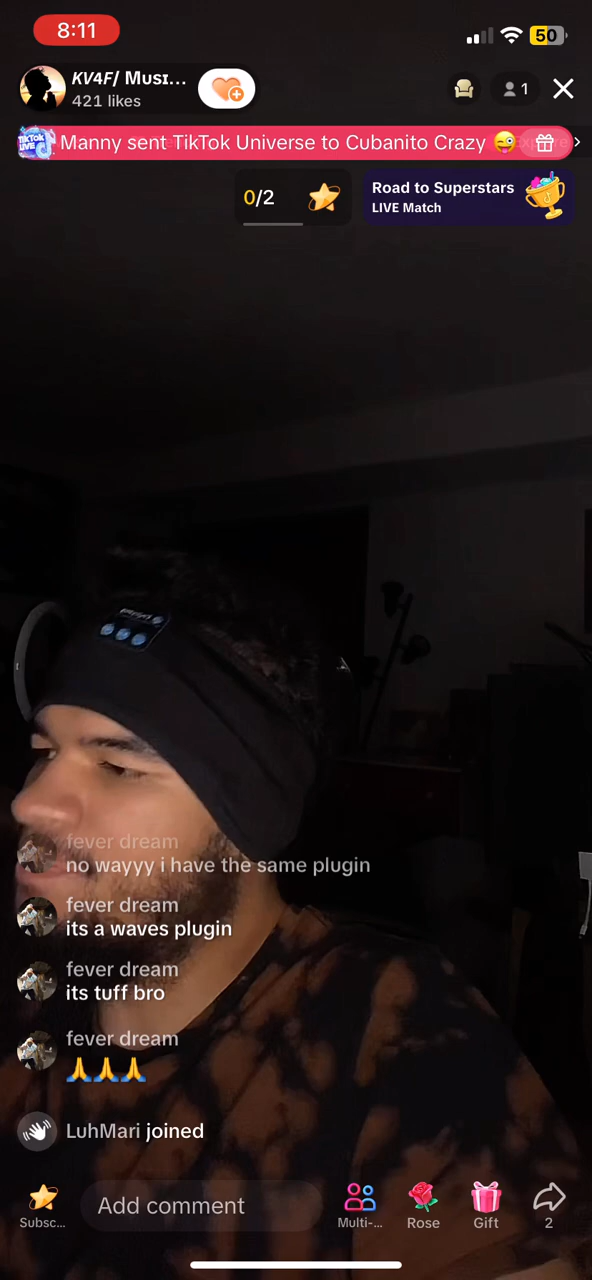 8:11
50
KV4F/ Musɪ...
421 likes
1
Manny sent TikTok Universe to Cubanito Crazy 😜
0/2
Road to Superstars
LIVE Match
fever dream
no wayyy i have the same plugin
fever dream
its a waves plugin
fever dream
its tuff bro
fever dream
🙏🙏🙏
LuhMari joined
Add comment
Subsc...
Multi-...
Rose
Gift
2